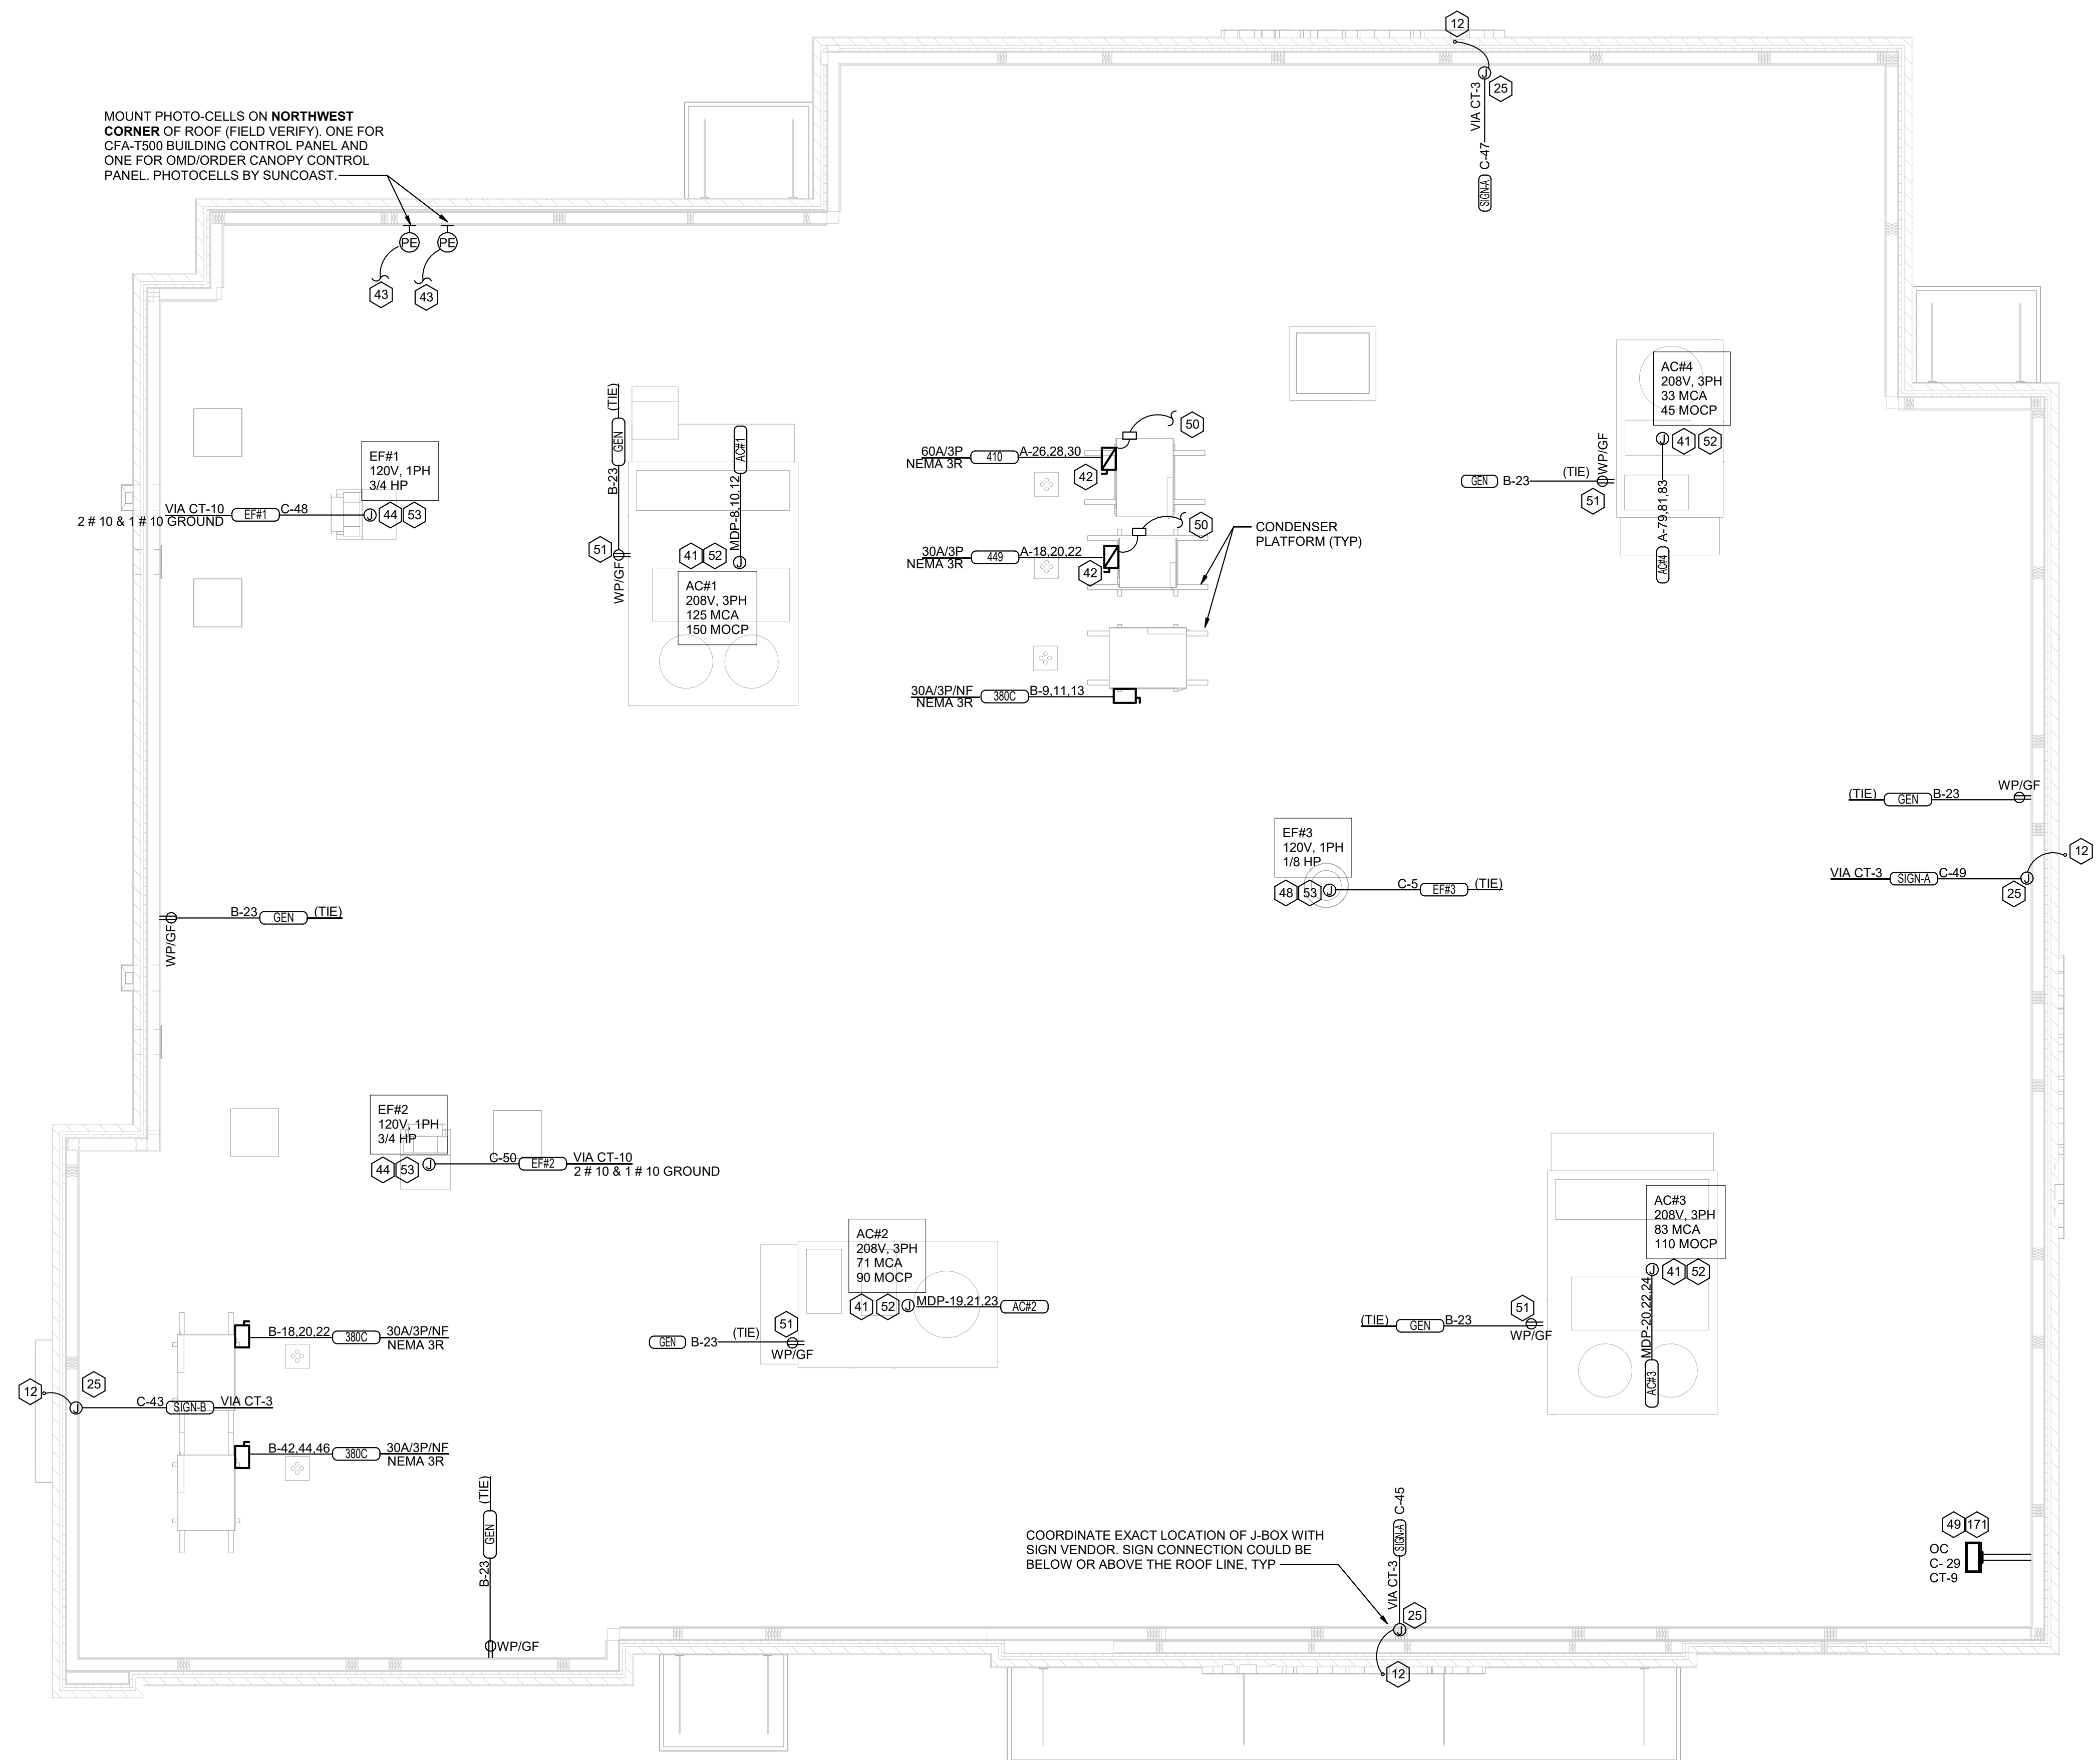 12
25
VIA CT-3
C-47
SIGN-A
MOUNT PHOTO-CELLS ON NORTHWEST
CORNER OF ROOF (FIELD VERIFY). ONE FOR
CFA-T500 BUILDING CONTROL PANEL AND
ONE FOR OMD/ORDER CANOPY CONTROL
PANEL. PHOTOCELLS BY SUNCOAST.
PE
PE
43
43
EF#1
120V, 1PH
3/4 HP
VIA CT-10
2 # 10 & 1 # 10 GROUND
EF#1
C-48
J
44
53
(TIE)
GEN
B-23
51
WP/GF
AC#1
MDP-8,10,12
41
52
J
AC#1
208V, 3PH
125 MCA
150 MOCP
50
60A/3P
NEMA 3R
410
A-26,28,30
42
50
30A/3P
NEMA 3R
449
A-18,20,22
42
CONDENSER
PLATFORM (TYP)
30A/3P/NF
NEMA 3R
380C
B-9,11,13
AC#4
208V, 3PH
33 MCA
45 MOCP
J
41
52
GEN
B-23
(TIE)
WP/GF
51
A-79,81,83
AC#4
(TIE)
GEN
B-23
WP/GF
12
VIA CT-3
SIGN-A
C-49
J
25
EF#3
120V, 1PH
1/8 HP
48
53
J
C-5
EF#3
(TIE)
B-23
GEN
(TIE)
WP/GF
EF#2
120V, 1PH
3/4 HP
44
53
J
C-50
EF#2
VIA CT-10
2 # 10 & 1 # 10 GROUND
AC#2
208V, 3PH
71 MCA
90 MOCP
41
52
J
MDP-19,21,23
AC#2
GEN
B-23
(TIE)
51
WP/GF
AC#3
208V, 3PH
83 MCA
110 MOCP
J
41
52
MDP-20,22,24
AC#3
(TIE)
GEN
B-23
51
WP/GF
B-18,20,22
380C
30A/3P/NF
NEMA 3R
12
25
J
C-43
SIGN-B
VIA CT-3
B-42,44,46
380C
30A/3P/NF
NEMA 3R
(TIE)
GEN
B-23
WP/GF
COORDINATE EXACT LOCATION OF J-BOX WITH
SIGN VENDOR. SIGN CONNECTION COULD BE
BELOW OR ABOVE THE ROOF LINE, TYP
C-45
SIGN-A
VIA CT-3
25
J
12
49
171
OC
C- 29
CT-9
J